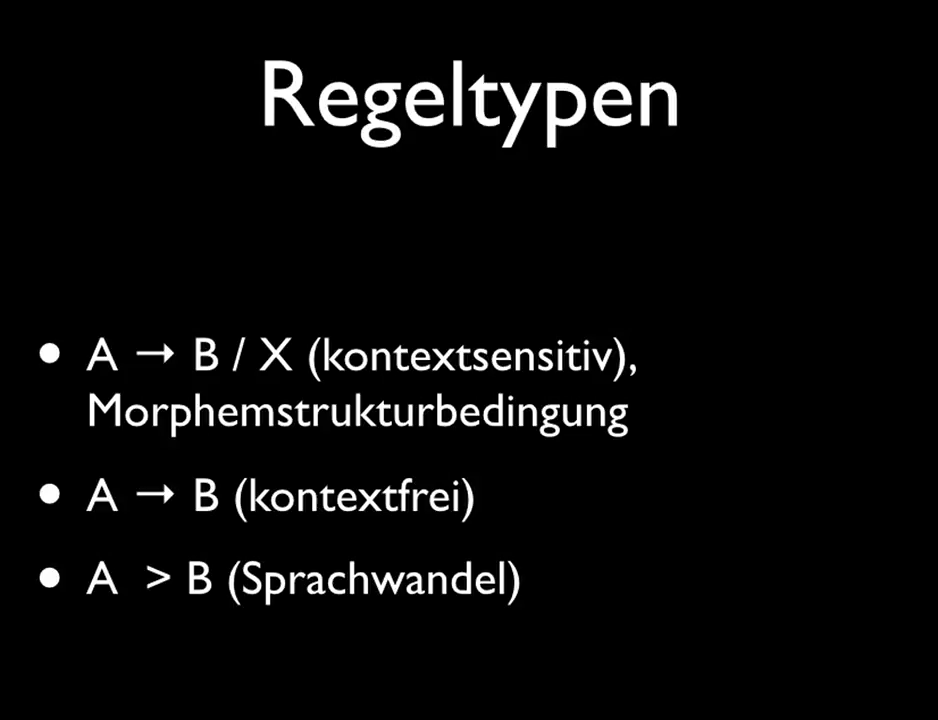 Regeltypen
• A → B / X (kontextsensitiv),
Morphemstrukturbedingung
• A → B (kontextfrei)
• A > B (Sprachwandel)